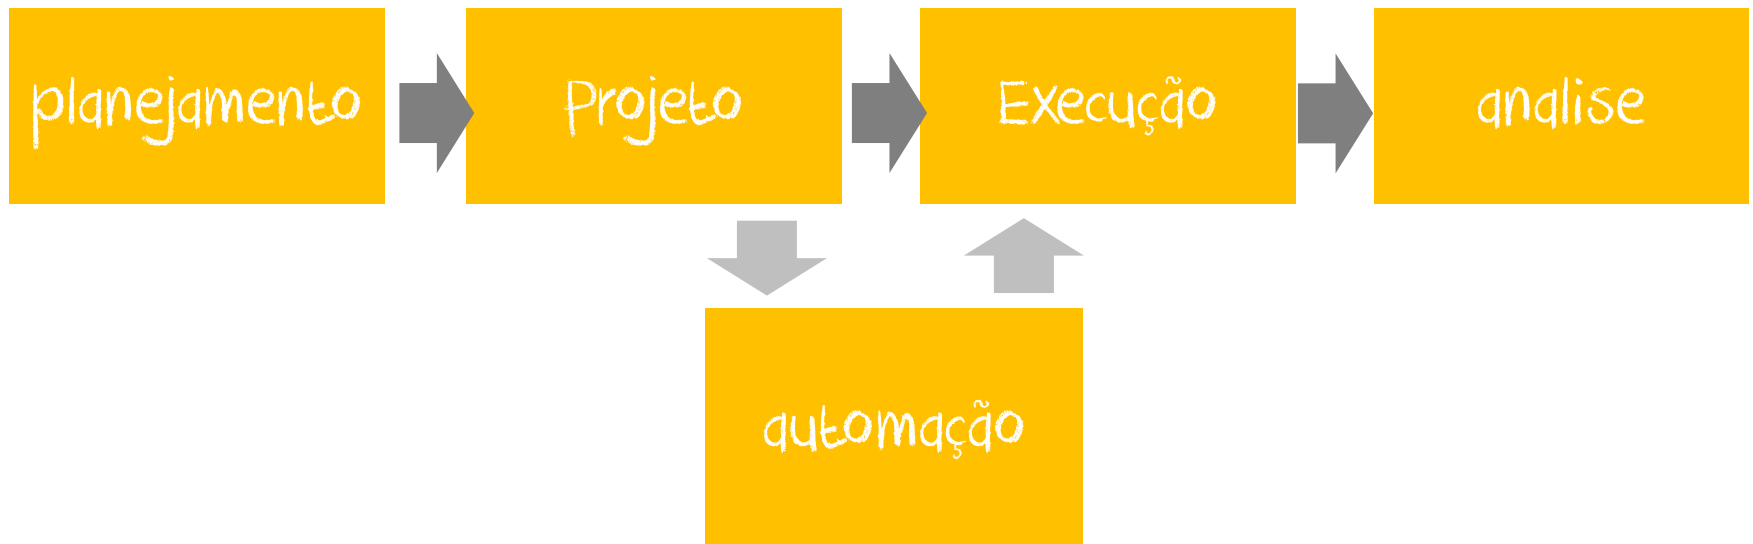 planejamento
Projeto
Execução
analise
automação